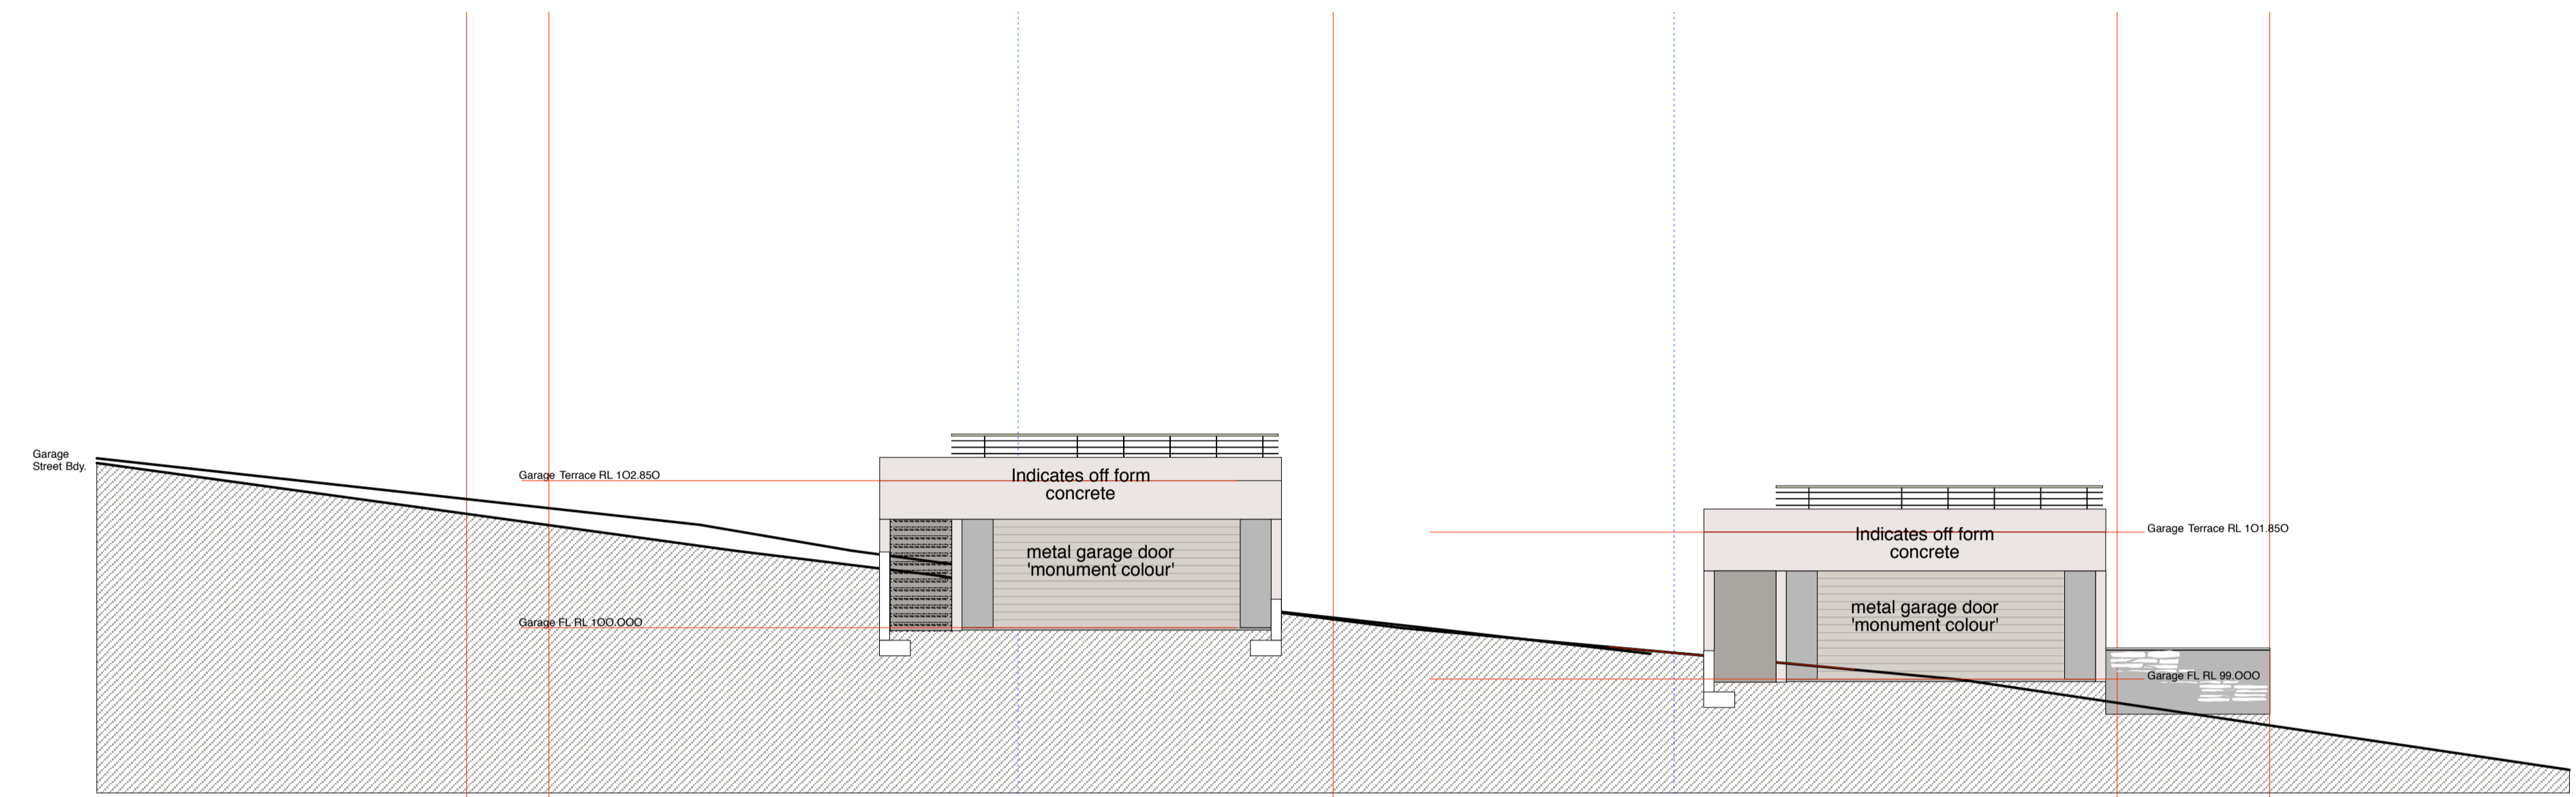 Garage
Street Bdy.
Garage Terrace RL 102.850
Indicates off form
concrete
metal garage door
'monument colour'
Garage FL RL 100.000
Indicates off form
concrete
Garage Terrace RL 101.850
metal garage door
'monument colour'
Garage FL RL 99.000